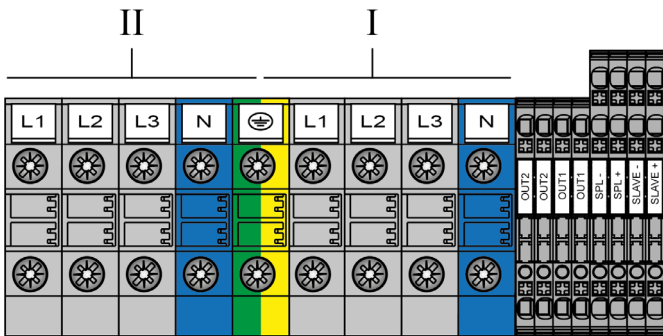 II I
L1 L2 L3 N L1 L2 L3 N
OUT2 OUT2 OUT1 OUT1 SPL - SPL + SLAVE - SLAVE +